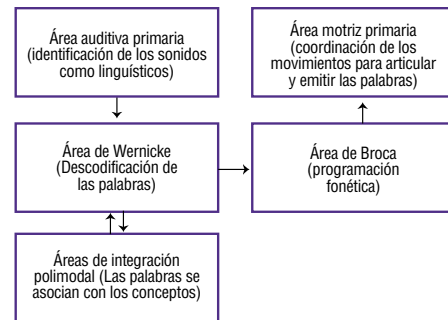 Área auditiva primaria
(identificación de los sonidos
como linguísticos)
Área motriz primaria
(coordinación de los
movimientos para articular
y emitir las palabras)
Área de Wernicke
(Descodificación de
las palabras)
Área de Broca
(programación
fonética)
Áreas de integración
polimodal (Las palabras se
asocian con los conceptos)